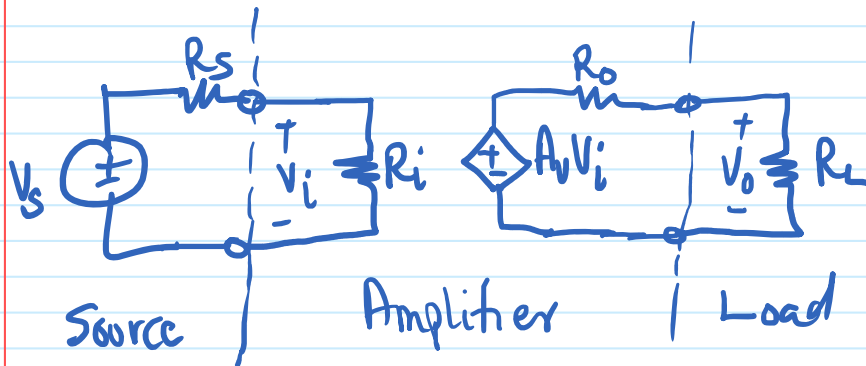 Rs
Vs
+
Vi
-
Ri
Ro
+
-
AvVi
+
Vo
-
RL
Source
Amplifier
Load